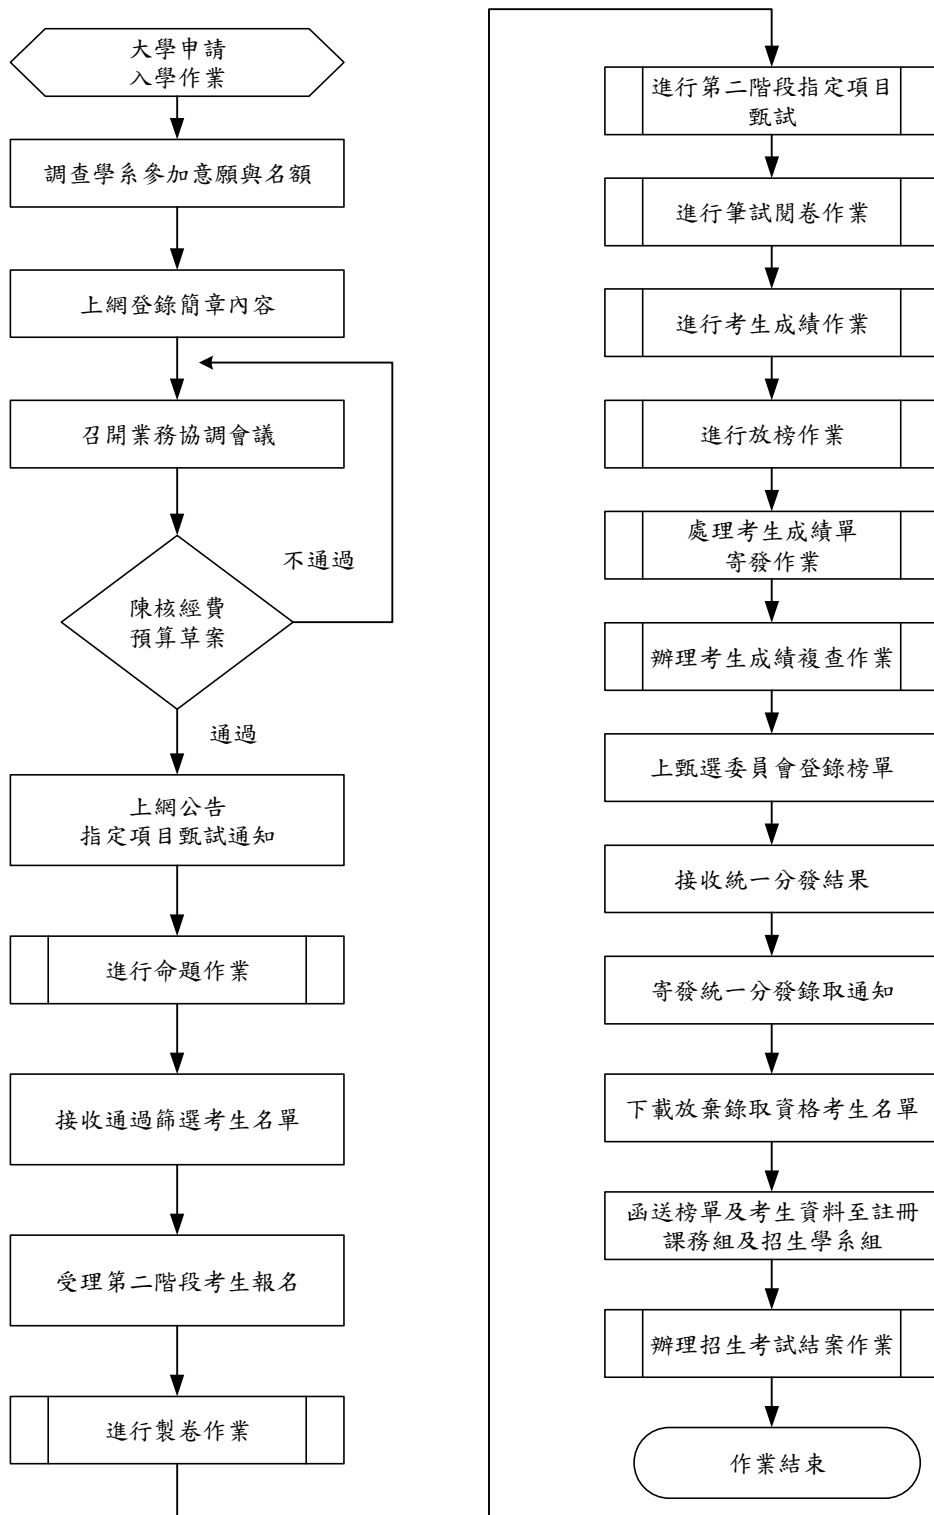 大學申請
入學作業
調查學系參加意願與名額
上網登錄簡章內容
召開業務協調會議
不通過
陳核經費
預算草案
通過
上網公告
指定項目甄試通知
進行命題作業
接收通過篩選考生名單
受理第二階段考生報名
進行製卷作業
進行第二階段指定項目
甄試
進行筆試閱卷作業
進行考生成績作業
進行放榜作業
處理考生成績單
寄發作業
辦理考生成績複查作業
上甄選委員會登錄榜單
接收統一分發結果
寄發統一分發錄取通知
下載放棄錄取資格考生名單
函送榜單及考生資料至註冊
課務組及招生學系組
辦理招生考試結案作業
作業結束